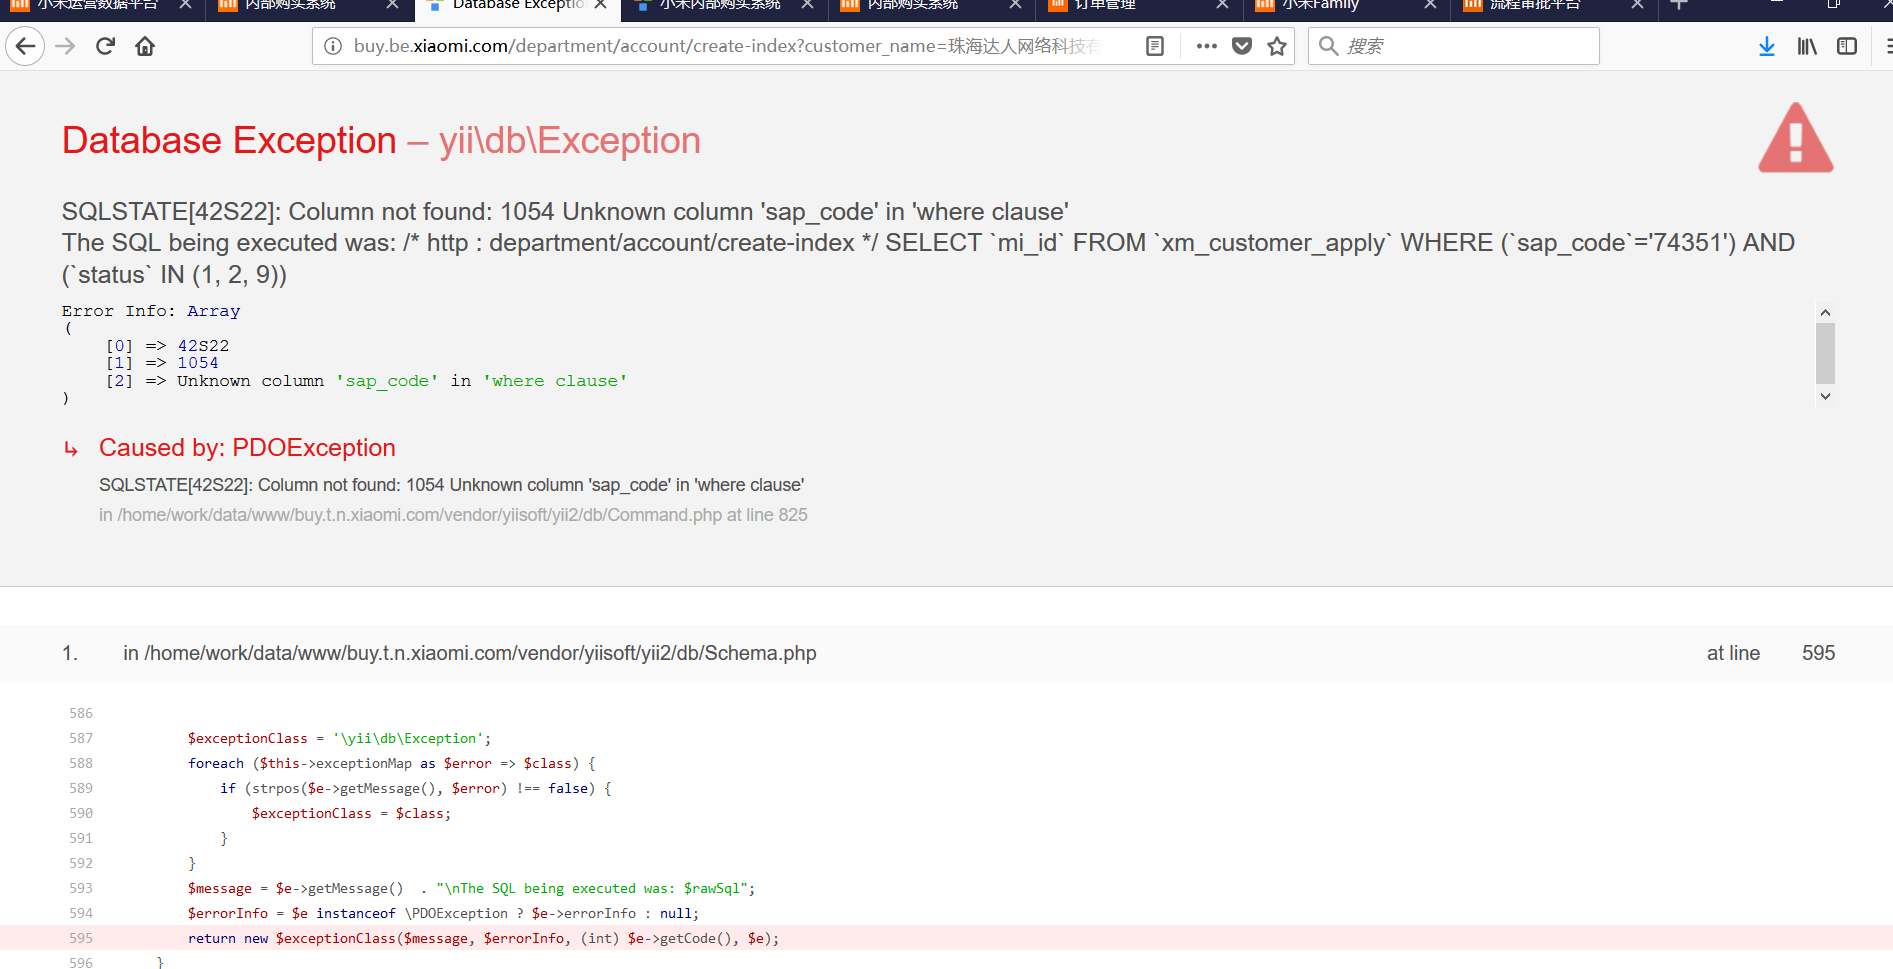 小米运营数据平台
内部购买系统
Database Exceptio
小米内部购买系统
内部购买系统
订单管理
小米Family
流程审批平台
buy.be.xiaomi.com/department/account/create-index?customer_name=珠海达人网络科技有
搜索
Database Exception – yii\db\Exception
SQLSTATE[42S22]: Column not found: 1054 Unknown column 'sap_code' in 'where clause'
The SQL being executed was: /* http : department/account/create-index */ SELECT `mi_id` FROM `xm_customer_apply` WHERE (`sap_code`='74351') AND
(`status` IN (1, 2, 9))
Error Info: Array
(
[0] => 42S22
[1] => 1054
[2] => Unknown column 'sap_code' in 'where clause'
)
↳ Caused by: PDOException
SQLSTATE[42S22]: Column not found: 1054 Unknown column 'sap_code' in 'where clause'
in /home/work/data/www/buy.t.n.xiaomi.com/vendor/yiisoft/yii2/db/Command.php at line 825
1. in /home/work/data/www/buy.t.n.xiaomi.com/vendor/yiisoft/yii2/db/Schema.php at line 595
586
587 $exceptionClass = '\yii\db\Exception';
588 foreach ($this->exceptionMap as $error => $class) {
589 if (strpos($e->getMessage(), $error) !== false) {
590 $exceptionClass = $class;
591 }
592 }
593 $message = $e->getMessage()  . "\nThe SQL being executed was: $rawSql";
594 $errorInfo = $e instanceof \PDOException ? $e->errorInfo : null;
595 return new $exceptionClass($message, $errorInfo, (int) $e->getCode(), $e);
596 }